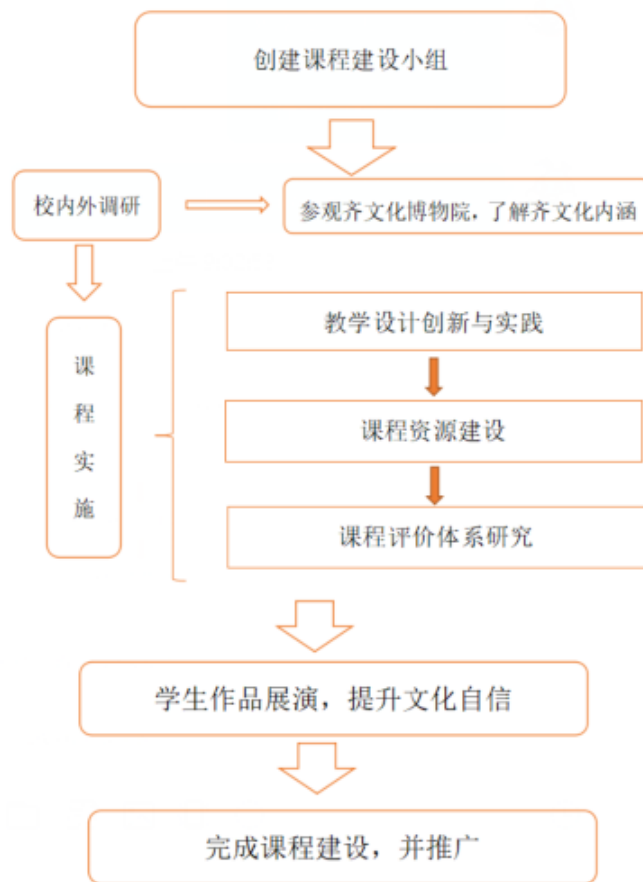 创建课程建设小组
校内外调研
参观齐文化博物院，了解齐文化内涵
课
程
实
施
教学设计创新与实践
课程资源建设
课程评价体系研究
学生作品展演，提升文化自信
完成课程建设，并推广